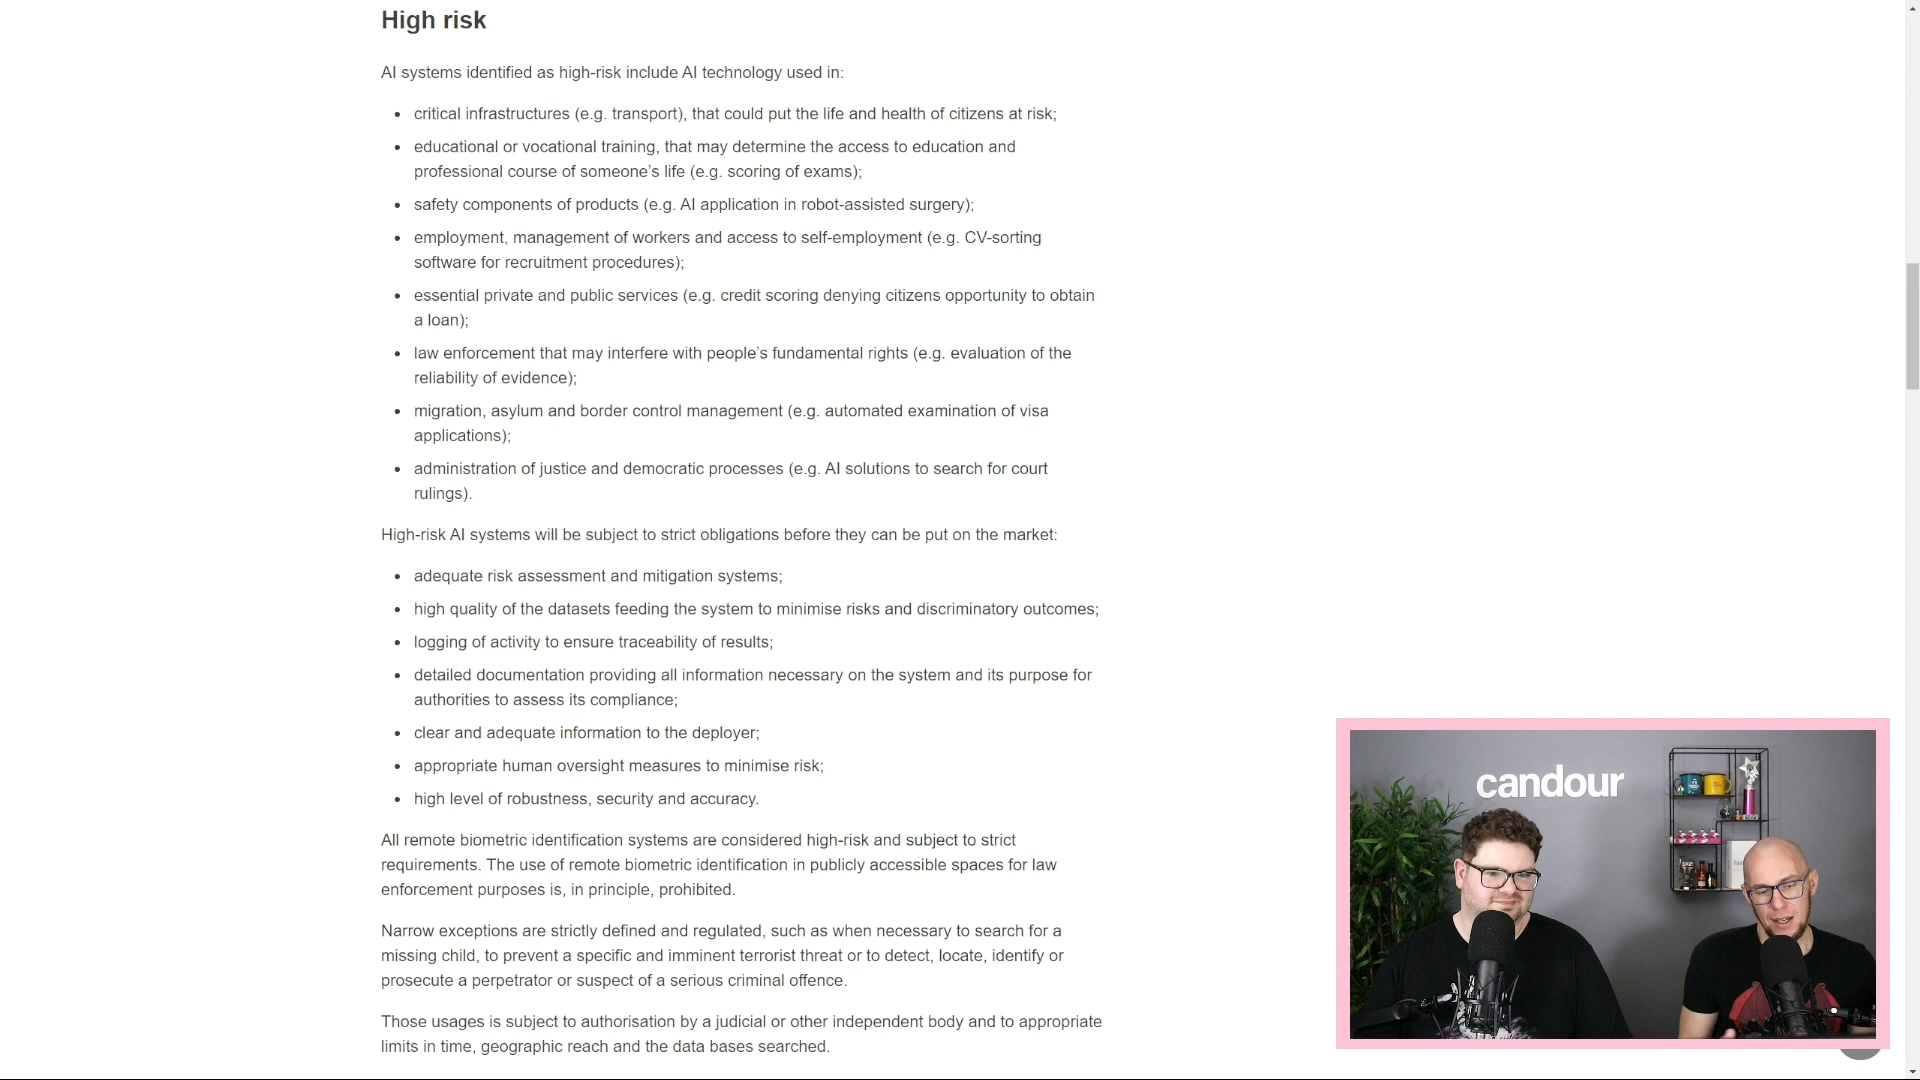 High risk
AI systems identified as high-risk include AI technology used in:
critical infrastructures (e.g. transport), that could put the life and health of citizens at risk;
educational or vocational training, that may determine the access to education and
professional course of someone’s life (e.g. scoring of exams);
safety components of products (e.g. AI application in robot-assisted surgery);
employment, management of workers and access to self-employment (e.g. CV-sorting
software for recruitment procedures);
essential private and public services (e.g. credit scoring denying citizens opportunity to obtain
a loan);
law enforcement that may interfere with people’s fundamental rights (e.g. evaluation of the
reliability of evidence);
migration, asylum and border control management (e.g. automated examination of visa
applications);
administration of justice and democratic processes (e.g. AI solutions to search for court
rulings).
High-risk AI systems will be subject to strict obligations before they can be put on the market:
adequate risk assessment and mitigation systems;
high quality of the datasets feeding the system to minimise risks and discriminatory outcomes;
logging of activity to ensure traceability of results;
detailed documentation providing all information necessary on the system and its purpose for
authorities to assess its compliance;
clear and adequate information to the deployer;
appropriate human oversight measures to minimise risk;
high level of robustness, security and accuracy.
All remote biometric identification systems are considered high-risk and subject to strict
requirements. The use of remote biometric identification in publicly accessible spaces for law
enforcement purposes is, in principle, prohibited.
Narrow exceptions are strictly defined and regulated, such as when necessary to search for a
missing child, to prevent a specific and imminent terrorist threat or to detect, locate, identify or
prosecute a perpetrator or suspect of a serious criminal offence.
Those usages is subject to authorisation by a judicial or other independent body and to appropriate
limits in time, geographic reach and the data bases searched.
candour